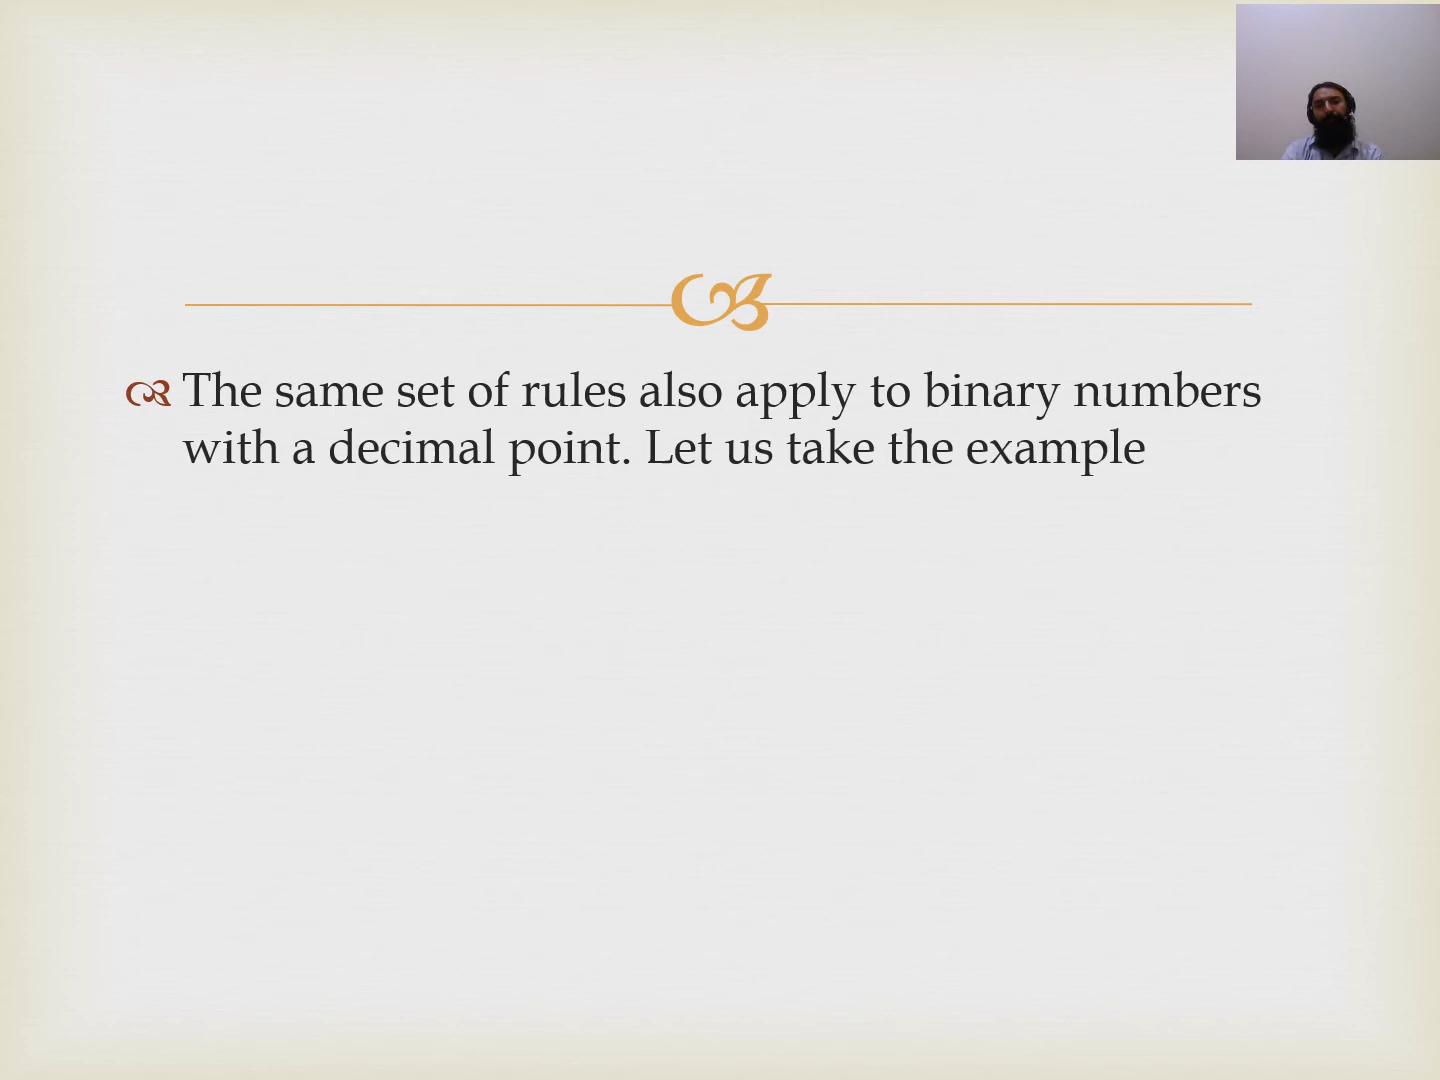 The same set of rules also apply to binary numbers
with a decimal point. Let us take the example